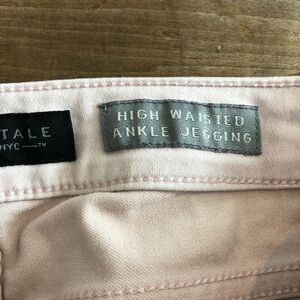 TALE
NYC —™
HIGH WAISTED
ANKLE JEGGING